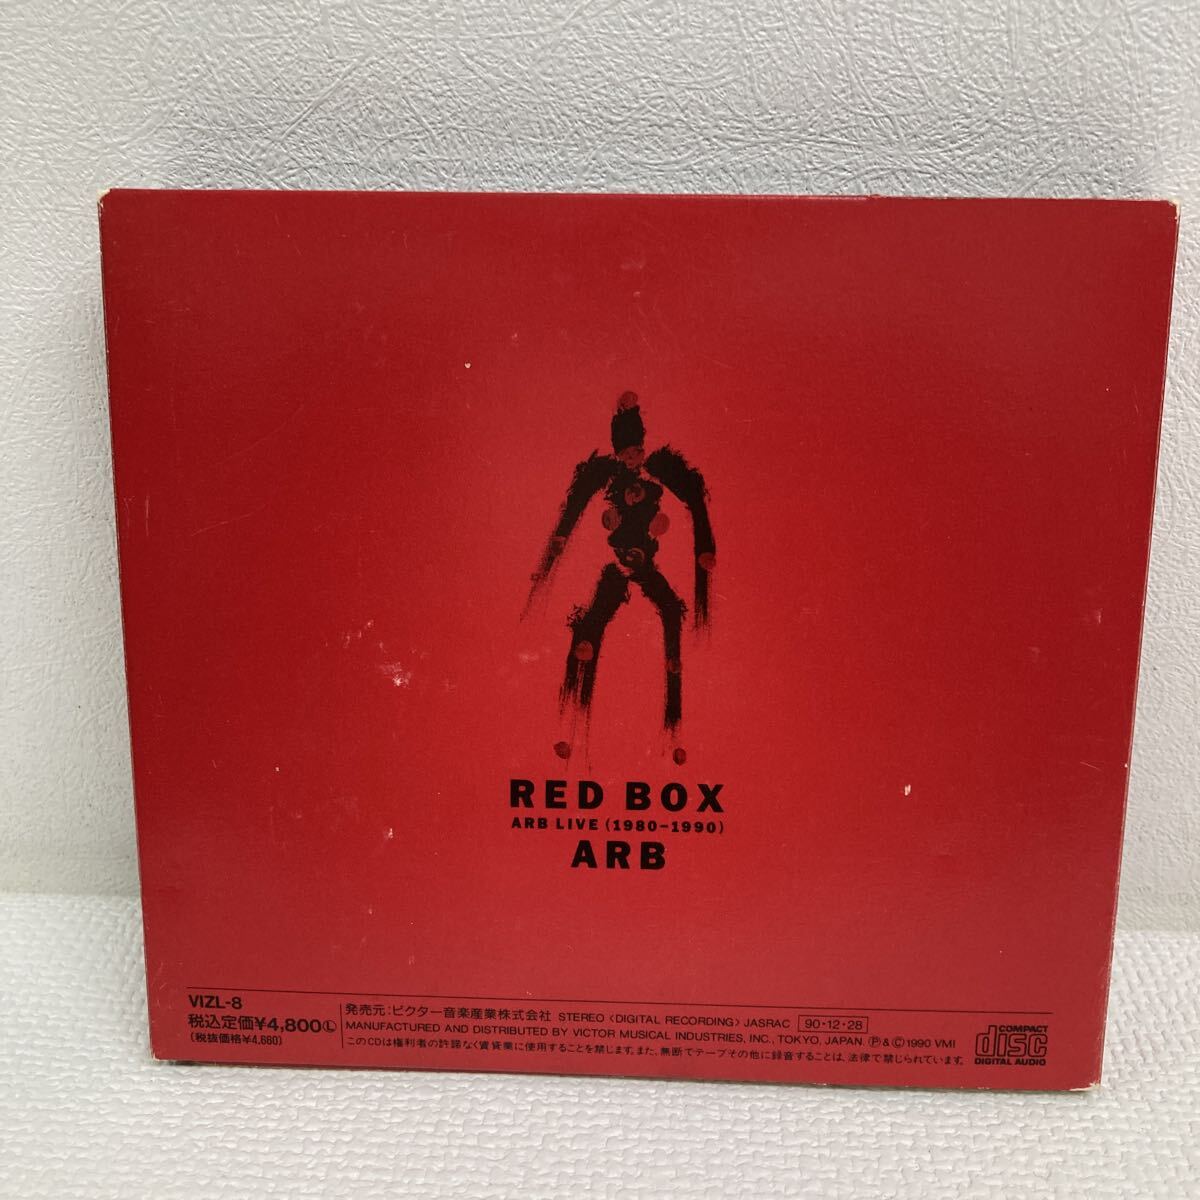 RED BOX
ARB LIVE (1980-1990)
ARB
VIZL-8
税込定価¥4,800Ⓛ
(税抜価格¥4,660)
発売元:ビクター音楽産業株式会社 STEREO 〈DIGITAL RECORDING〉 JASRAC 90・12・28
MANUFACTURED AND DISTRIBUTED BY VICTOR MUSICAL INDUSTRIES, INC., TOKYO, JAPAN. Ⓟ&Ⓒ1990 VMI
このCDは権利者の許諾なく賃貸業に使用することを禁じます。また、無断でテープその他に録音することは、法律で禁じられています。
COMPACT
disc
DIGITAL AUDIO